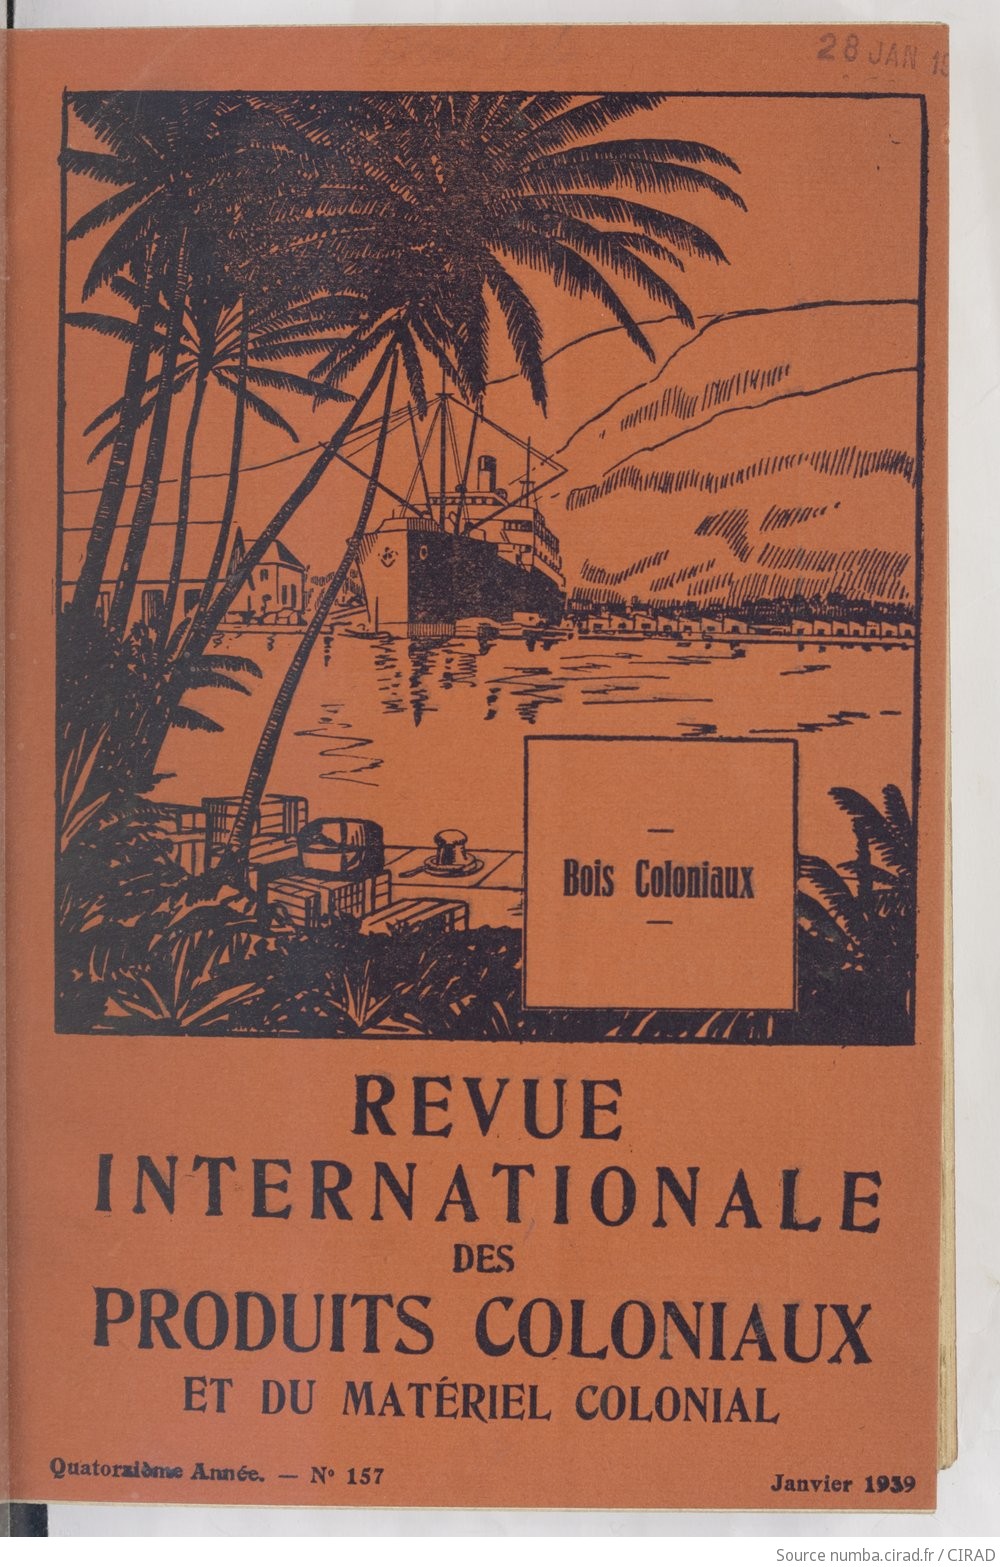 28 JAN
Bois Coloniaux
REVUE
INTERNATIONALE
DES
PRODUITS COLONIAUX
ET DU MATÉRIEL COLONIAL
Quatorzième Année. — N° 157
Janvier 1939
Source numba.cirad.fr / CIRAD